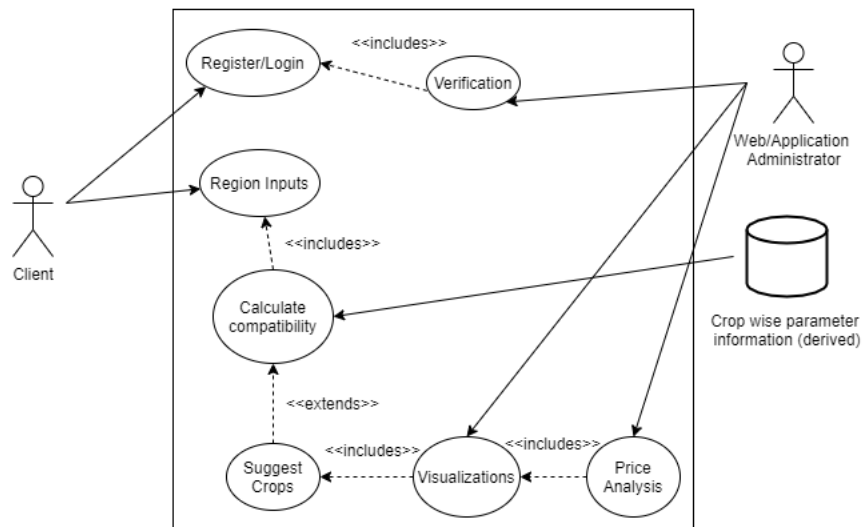 <<includes>>
Register/Login
Verification
Web/Application
Administrator
Region Inputs
<<includes>>
Client
Calculate
compatibility
Crop wise parameter
information (derived)
<<extends>>
<<includes>>
<<includes>>
Suggest
Crops
Visualizations
Price
Analysis